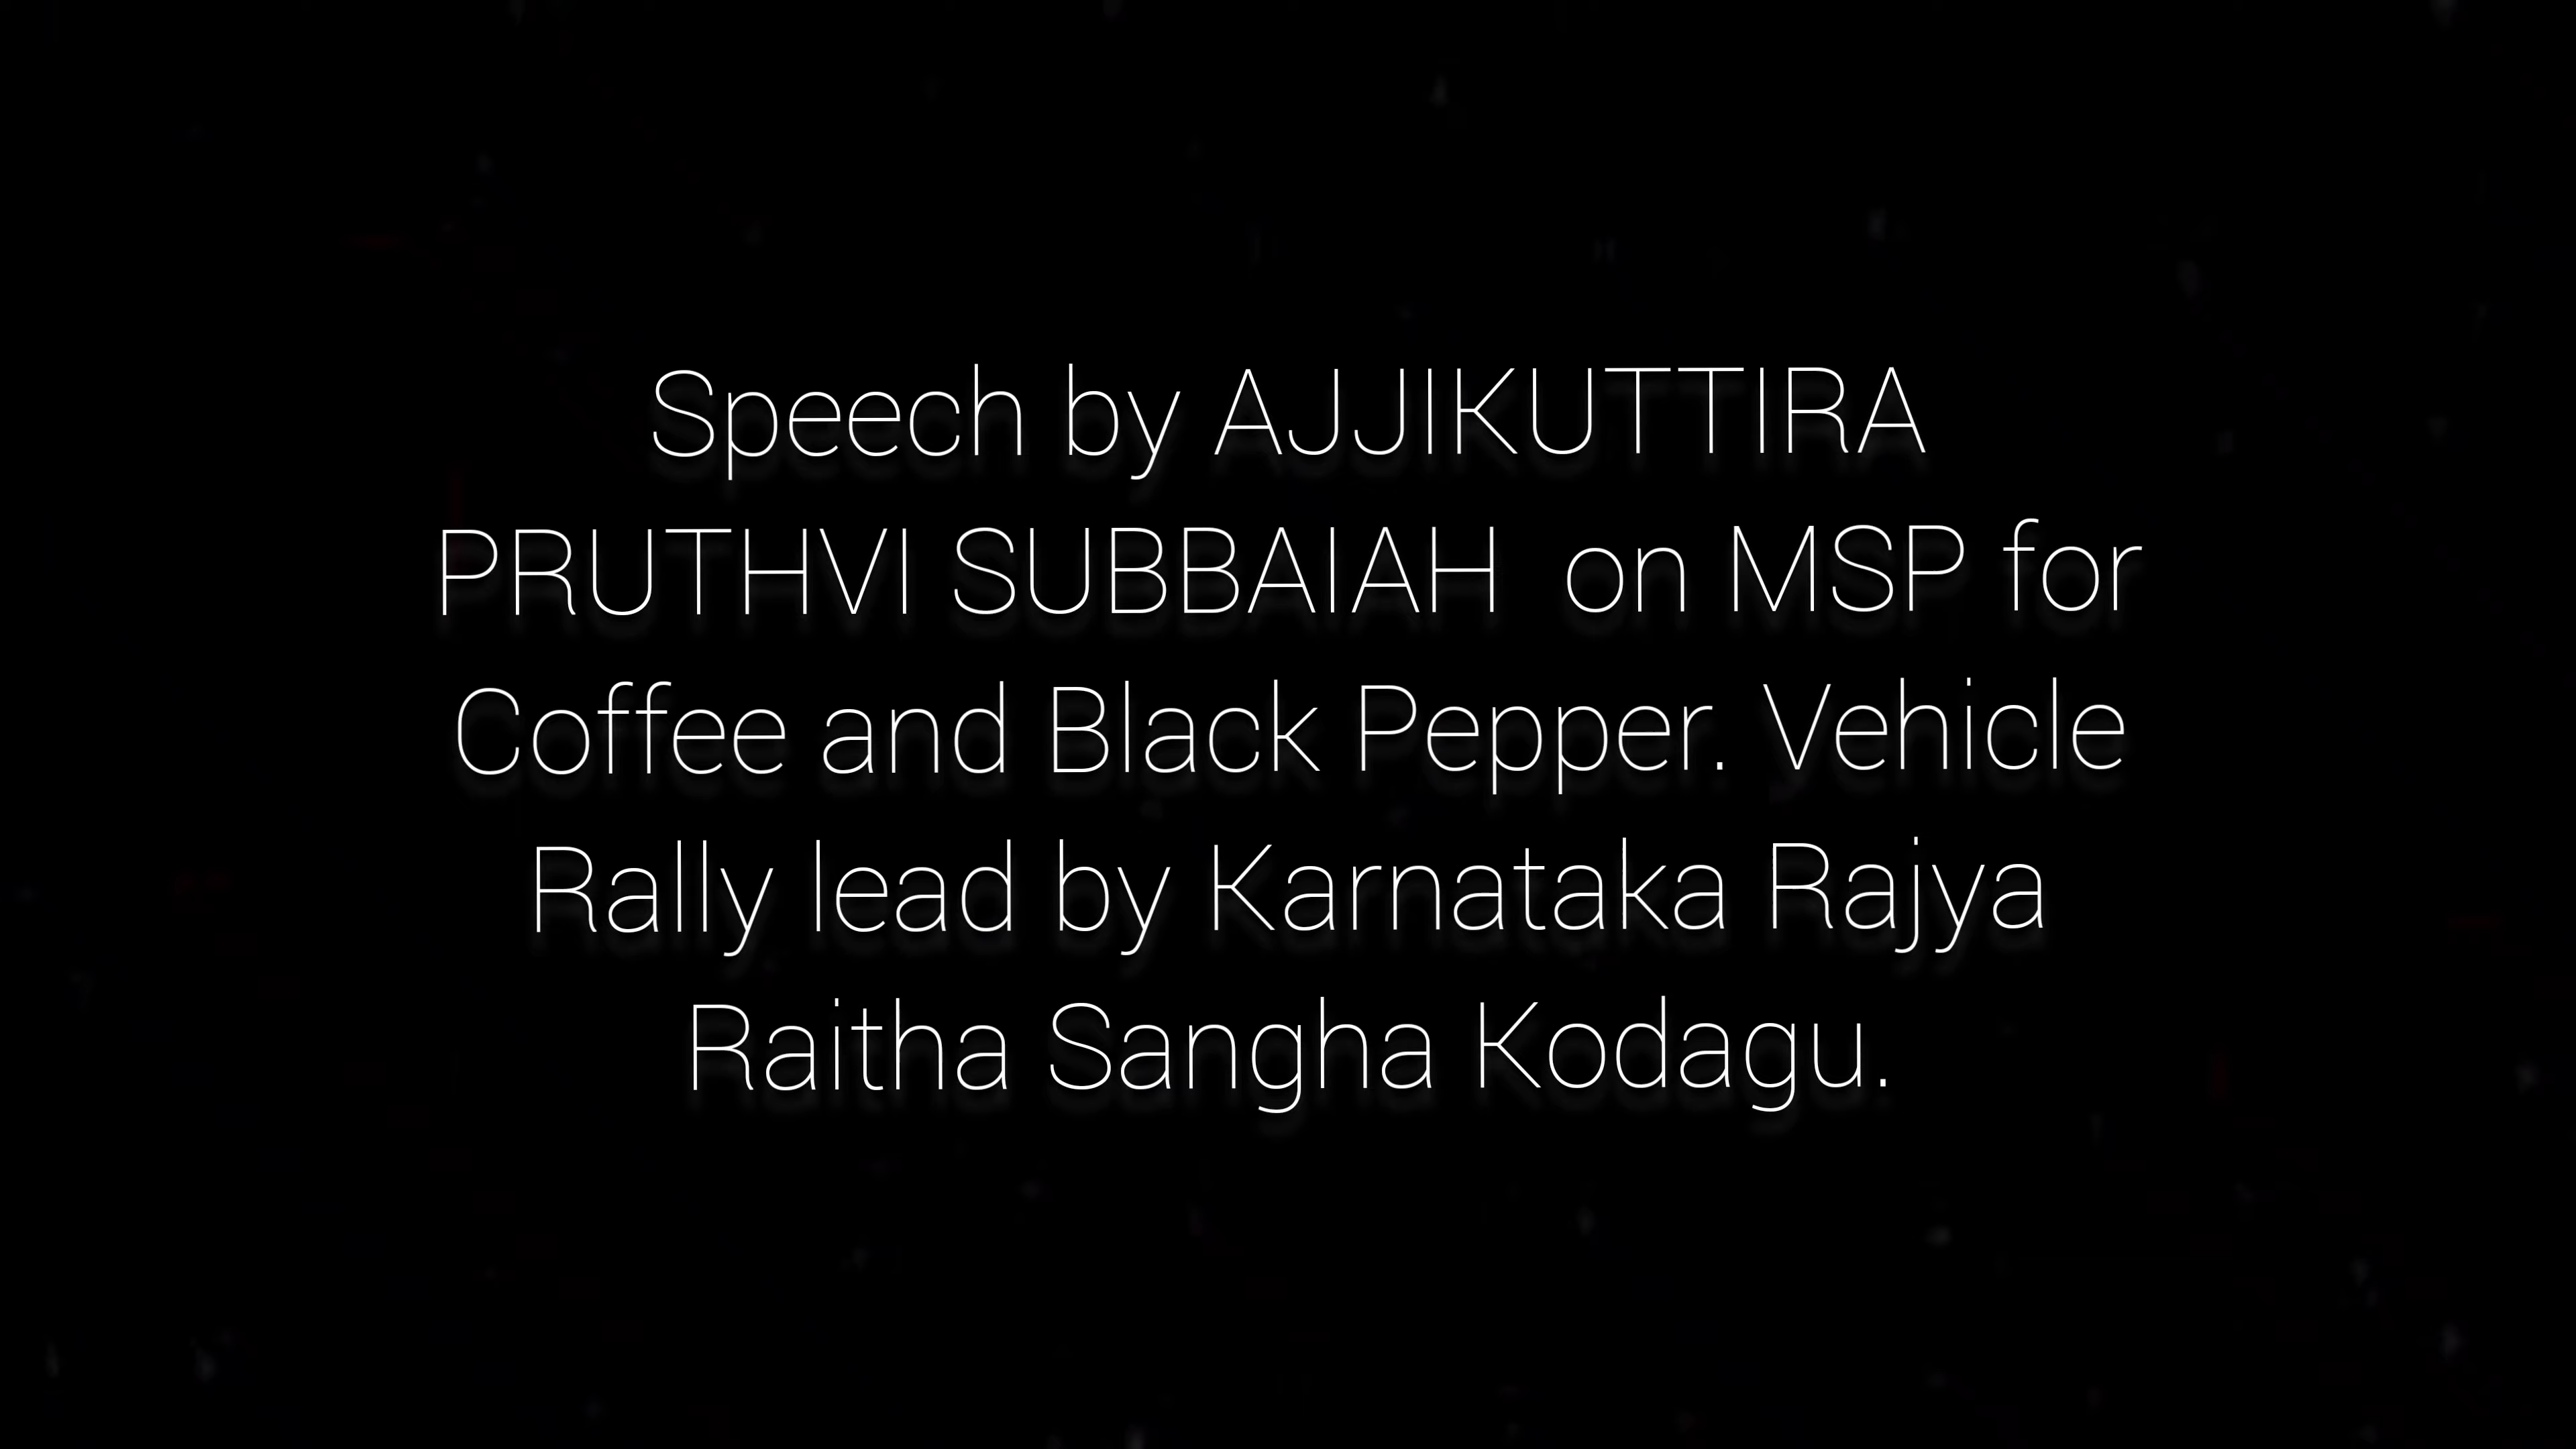 Speech by AJJIKUTTIRA
PRUTHVI SUBBAIAH  on MSP for
Coffee and Black Pepper. Vehicle
Rally lead by Karnataka Rajya
Raitha Sangha Kodagu.